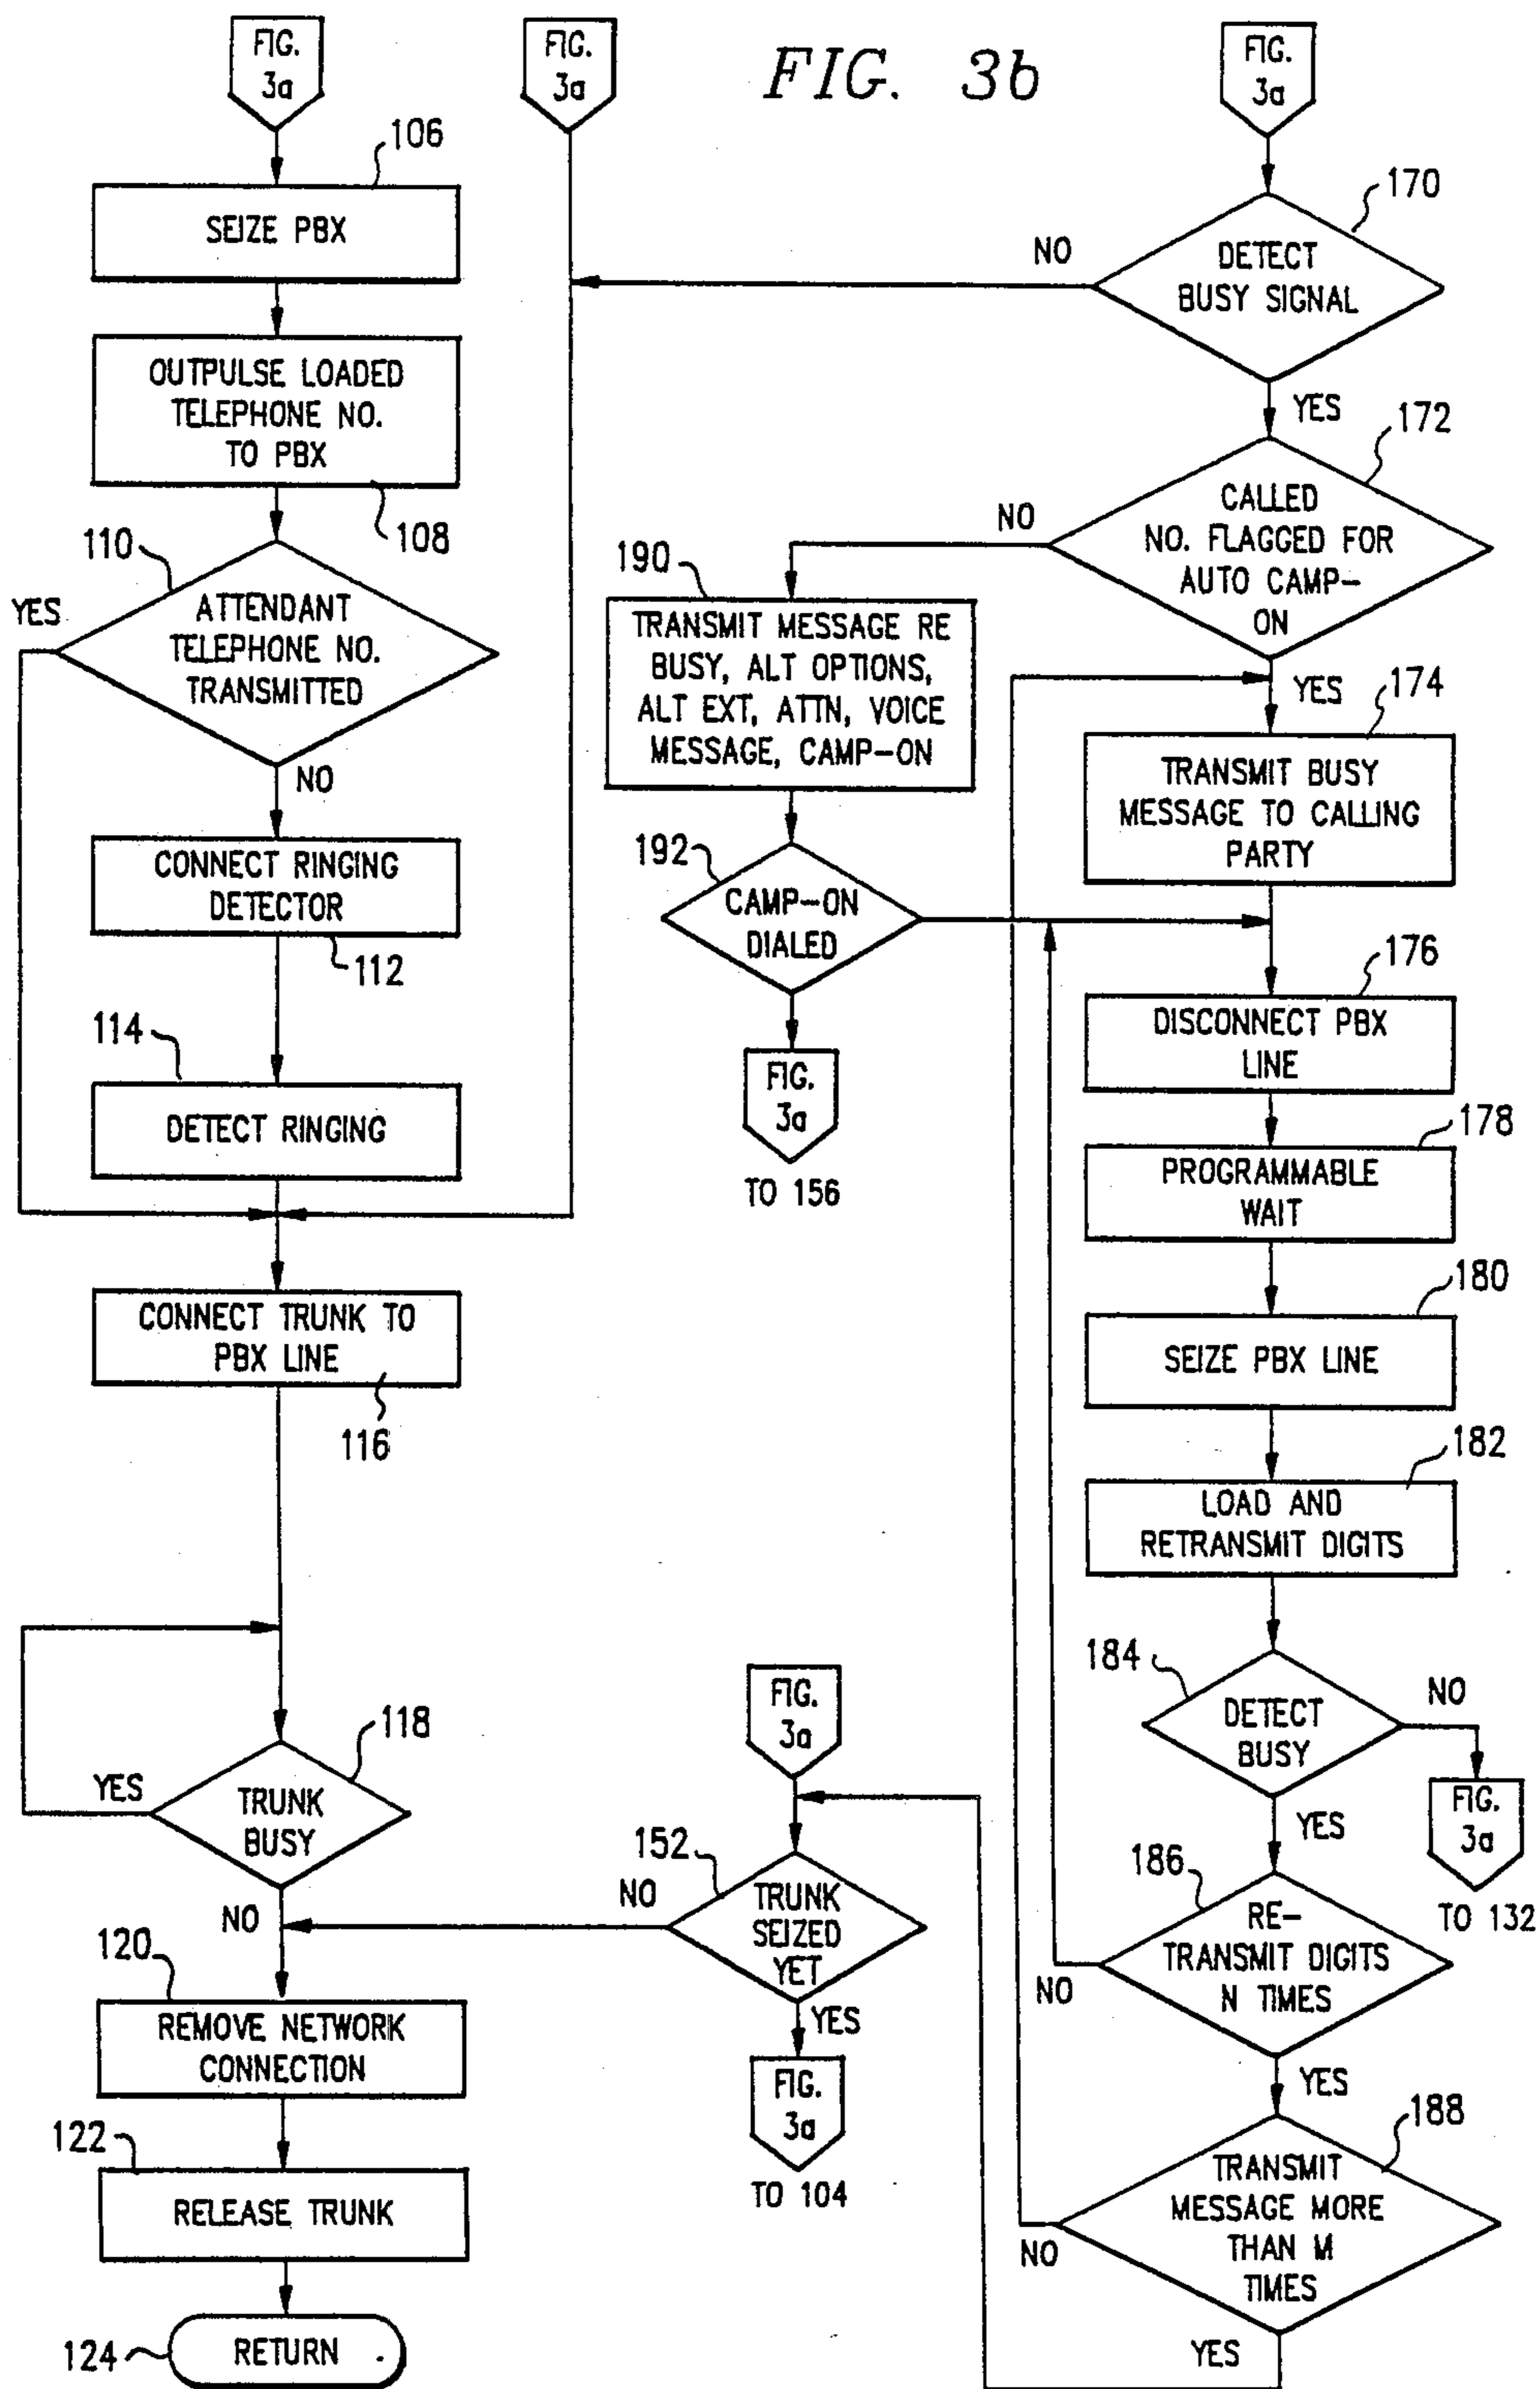 FIG. 3b
FIG.
3a
106
SEIZE PBX
OUTPULSE LOADED
TELEPHONE NO.
TO PBX
108
110
YES
ATTENDANT
TELEPHONE NO.
TRANSMITTED
NO
CONNECT RINGING
DETECTOR
112
114
DETECT RINGING
CONNECT TRUNK TO
PBX LINE
116
118
YES
TRUNK
BUSY
NO
120
REMOVE NETWORK
CONNECTION
122
RELEASE TRUNK
124
RETURN
FIG.
3a
190
TRANSMIT MESSAGE RE
BUSY, ALT OPTIONS,
ALT EXT, ATTN, VOICE
MESSAGE, CAMP-ON
192
CAMP-ON
DIALED
FIG.
3a
TO 156
FIG.
3a
152
NO
TRUNK
SEIZED
YET
YES
FIG.
3a
TO 104
FIG.
3a
170
NO
DETECT
BUSY SIGNAL
YES
172
NO
CALLED
NO. FLAGGED FOR
AUTO CAMP-
ON
YES
174
TRANSMIT BUSY
MESSAGE TO CALLING
PARTY
176
DISCONNECT PBX
LINE
178
PROGRAMMABLE
WAIT
180
SEIZE PBX LINE
182
LOAD AND
RETRANSMIT DIGITS
184
NO
DETECT
BUSY
FIG.
3a
TO 132
YES
186
RE-
TRANSMIT DIGITS
N TIMES
NO
YES
188
TRANSMIT
MESSAGE MORE
THAN M
TIMES
NO
YES